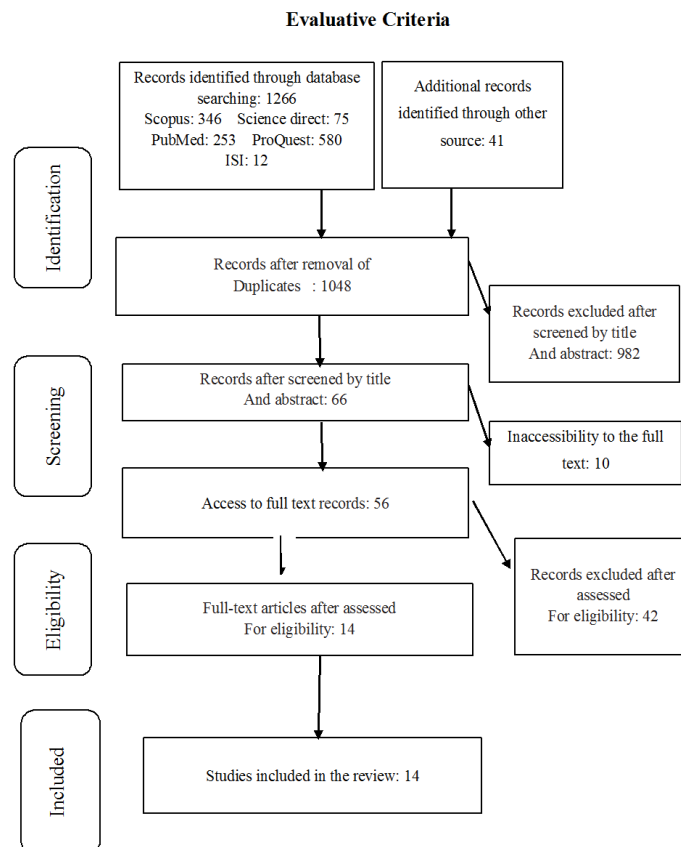 Evaluative Criteria
Records identified through database
searching: 1266
Scopus: 346 Science direct: 75
PubMed: 253 ProQuest: 580
ISI: 12
Additional records
identified through other
source: 41
Identification
Records after removal of
Duplicates : 1048
Records excluded after
screened by title
And abstract: 982
Screening
Records after screened by title
And abstract: 66
Inaccessibility to the full
text: 10
Access to full text records: 56
Eligibility
Records excluded after
assessed
For eligibility: 42
Full-text articles after assessed
For eligibility: 14
Included
Studies included in the review: 14